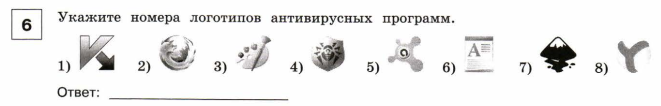 6 Укажите номера логотипов антивирусных программ.
1) 2) 3) 4) 5) 6) 7) 8)
Ответ: